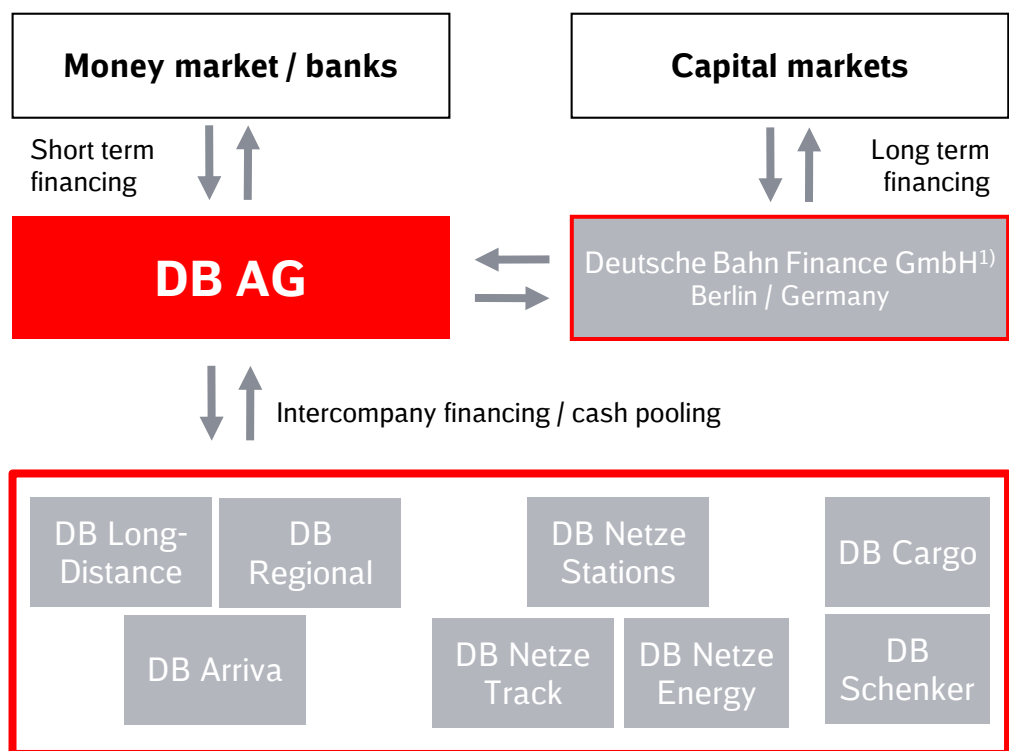 Money market / banks
Capital markets
Short term
financing
Long term
financing
DB AG
Deutsche Bahn Finance GmbH1)
Berlin / Germany
Intercompany financing / cash pooling
DB Long-
Distance
DB
Regional
DB Arriva
DB Netze
Stations
DB Netze
Track
DB Netze
Energy
DB Cargo
DB
Schenker